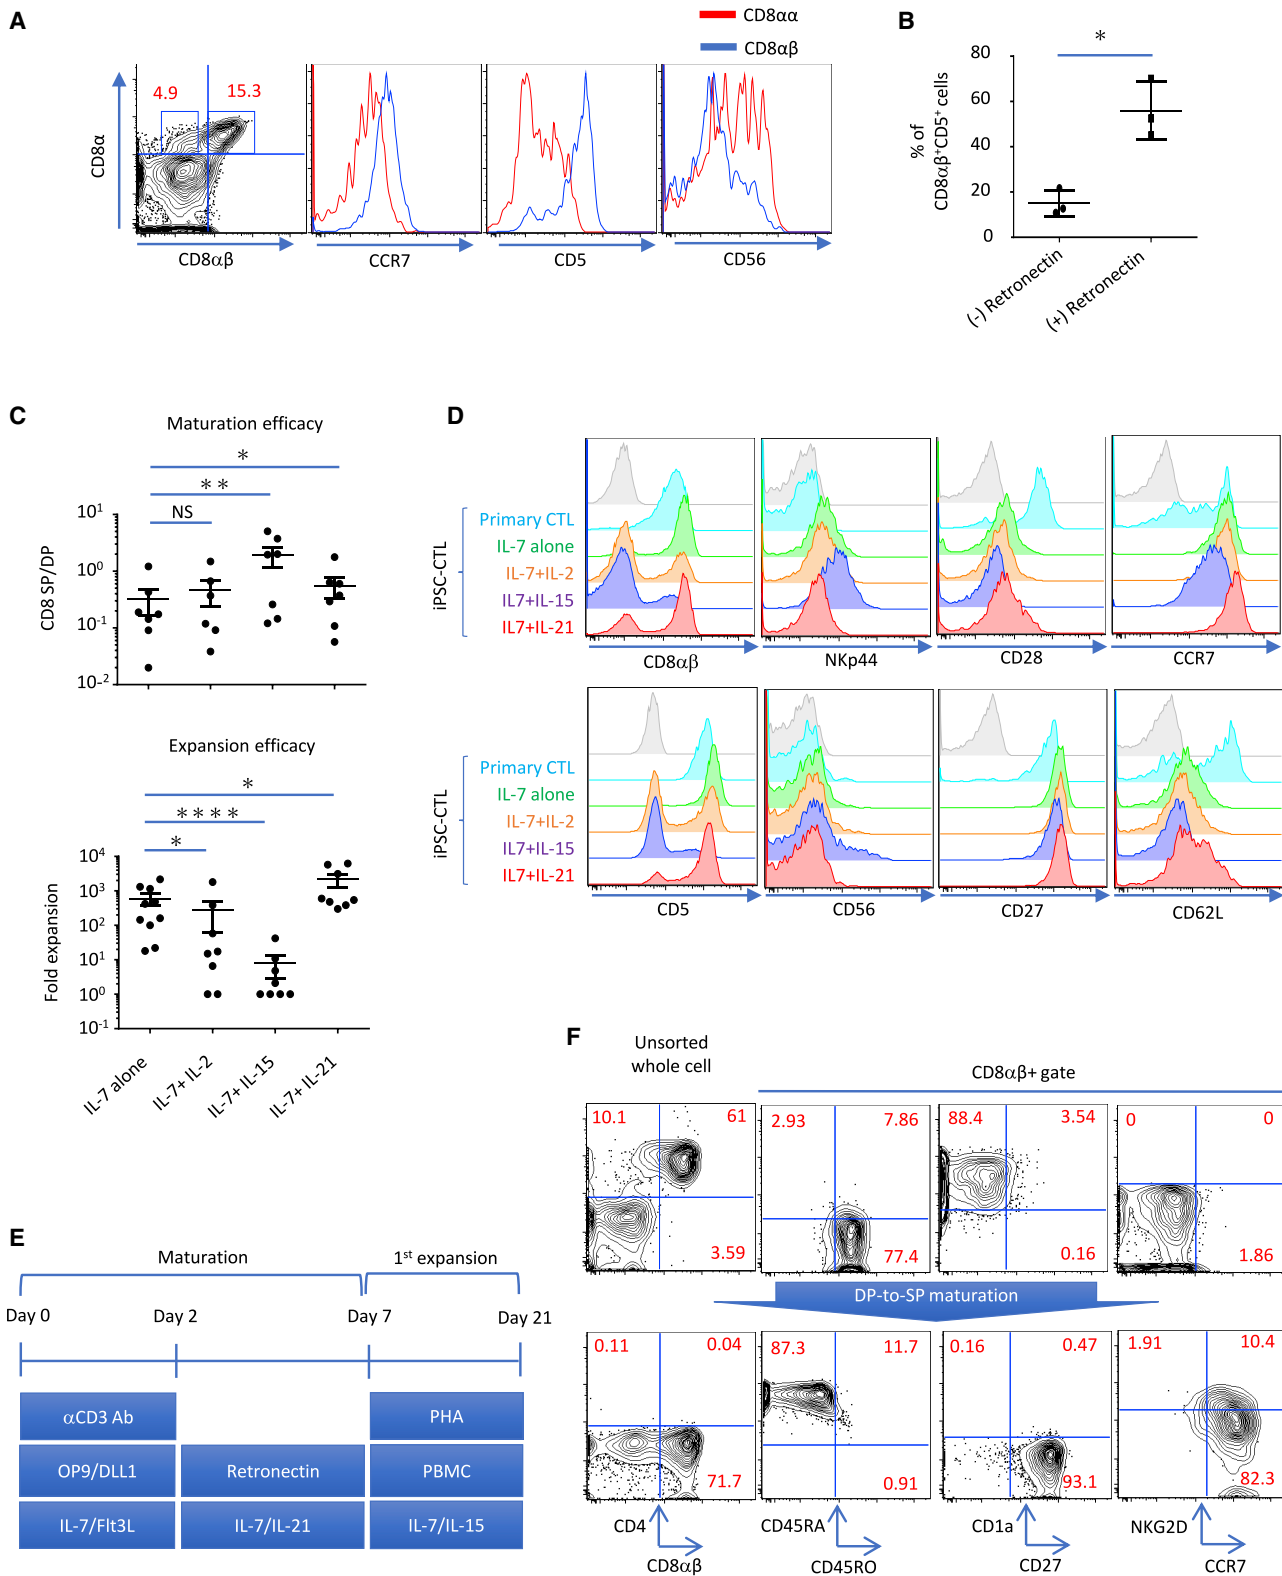 A
CD8αα
CD8αβ
4.9
15.3
CD8α
CD8αβ
CCR7
CD5
CD56
B
*
80
60
40
20
0
% of
CD8αβ+CD5+ cells
(-) Retronectin
(+) Retronectin
C
Maturation efficacy
*
**
NS
10¹
10⁰
10⁻¹
10⁻²
CD8 SP/DP
Expansion efficacy
*
****
*
10⁴
10³
10²
10¹
10⁰
10⁻¹
Fold expansion
IL-7 alone
IL-7+ IL-2
IL-7+ IL-15
IL-7+ IL-21
D
iPSC-CTL
Primary CTL
IL-7 alone
IL-7+IL-2
IL7+IL-15
IL7+IL-21
CD8αβ
NKp44
CD28
CCR7
iPSC-CTL
Primary CTL
IL-7 alone
IL-7+IL-2
IL7+IL-15
IL7+IL-21
CD5
CD56
CD27
CD62L
E
Maturation
1st expansion
Day 0
Day 2
Day 7
Day 21
αCD3 Ab
PHA
OP9/DLL1
Retronectin
PBMC
IL-7/Flt3L
IL-7/IL-21
IL-7/IL-15
F
Unsorted
whole cell
CD8αβ+ gate
10.1
61
3.59
2.93
7.86
77.4
88.4
3.54
0.16
0
0
1.86
DP-to-SP maturation
0.11
0.04
71.7
87.3
11.7
0.91
0.16
0.47
93.1
1.91
10.4
82.3
CD4
CD8αβ
CD45RA
CD45RO
CD1a
CD27
NKG2D
CCR7